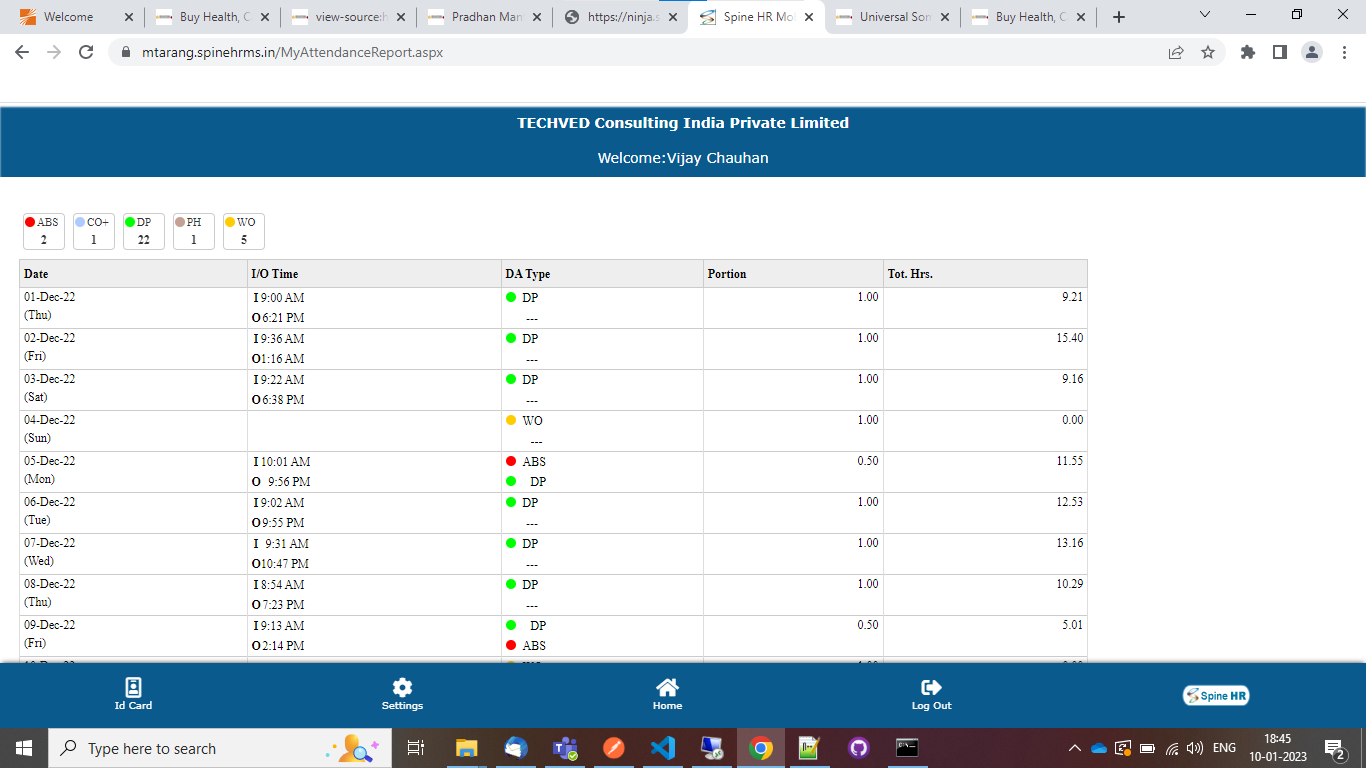 Welcome
Buy Health, C
view-source:h
Pradhan Man
https://ninja.s
Spine HR Mob
Universal Som
Buy Health, C
mtarang.spinehrms.in/MyAttendanceReport.aspx
TECHVED Consulting India Private Limited
Welcome:Vijay Chauhan
ABS CO+ DP PH WO
2 1 22 1 5
Date I/O Time DA Type Portion Tot. Hrs.
01-Dec-22 I 9:00 AM DP 1.00 9.21
(Thu) O 6:21 PM ---
02-Dec-22 I 9:36 AM DP 1.00 15.40
(Fri) O 1:16 AM ---
03-Dec-22 I 9:22 AM DP 1.00 9.16
(Sat) O 6:38 PM ---
04-Dec-22 WO 1.00 0.00
(Sun) ---
05-Dec-22 I 10:01 AM ABS 0.50 11.55
(Mon) O 9:56 PM DP
06-Dec-22 I 9:02 AM DP 1.00 12.53
(Tue) O 9:55 PM ---
07-Dec-22 I 9:31 AM DP 1.00 13.16
(Wed) O 10:47 PM ---
08-Dec-22 I 8:54 AM DP 1.00 10.29
(Thu) O 7:23 PM ---
09-Dec-22 I 9:13 AM DP 0.50 5.01
(Fri) O 2:14 PM ABS
Id Card Settings Home Log Out Spine HR
Type here to search
ENG
18:45
10-01-2023
2